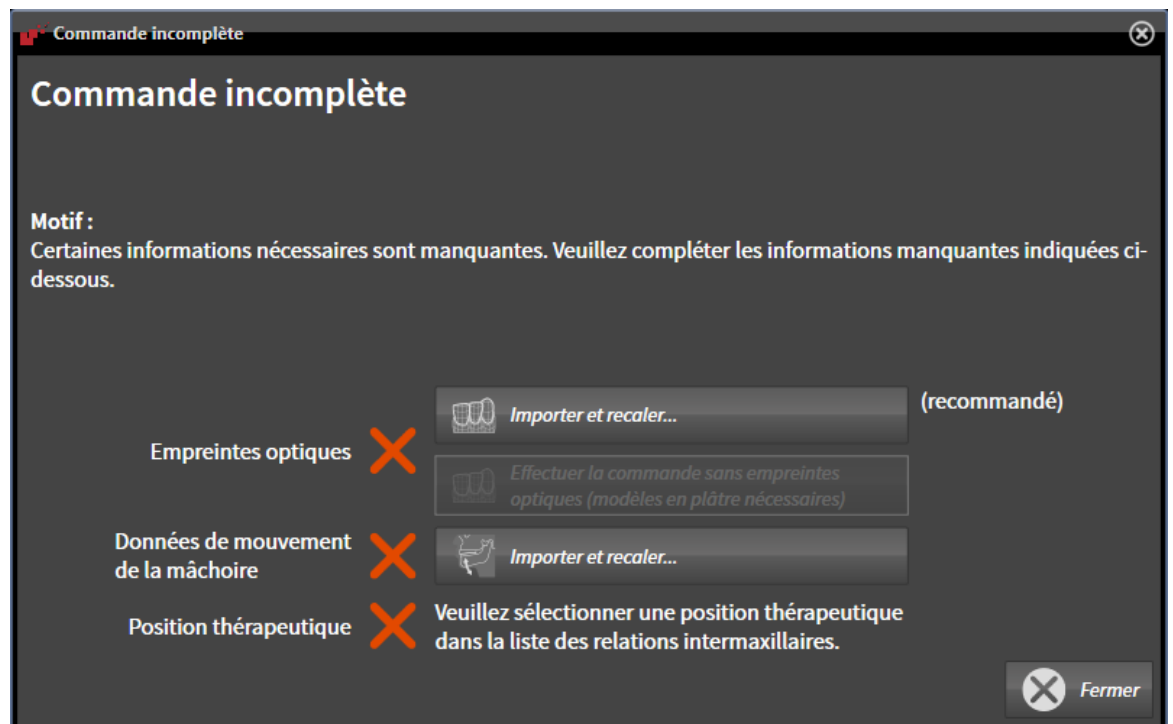 Commande incomplète
Commande incomplète
Motif :
Certaines informations nécessaires sont manquantes. Veuillez compléter les informations manquantes indiquées ci-
dessous.
Empreintes optiques
Importer et recaler...
(recommandé)
Effectuer la commande sans empreintes
optiques (modèles en plâtre nécessaires)
Données de mouvement
de la mâchoire
Importer et recaler...
Position thérapeutique
Veuillez sélectionner une position thérapeutique
dans la liste des relations intermaxillaires.
Fermer